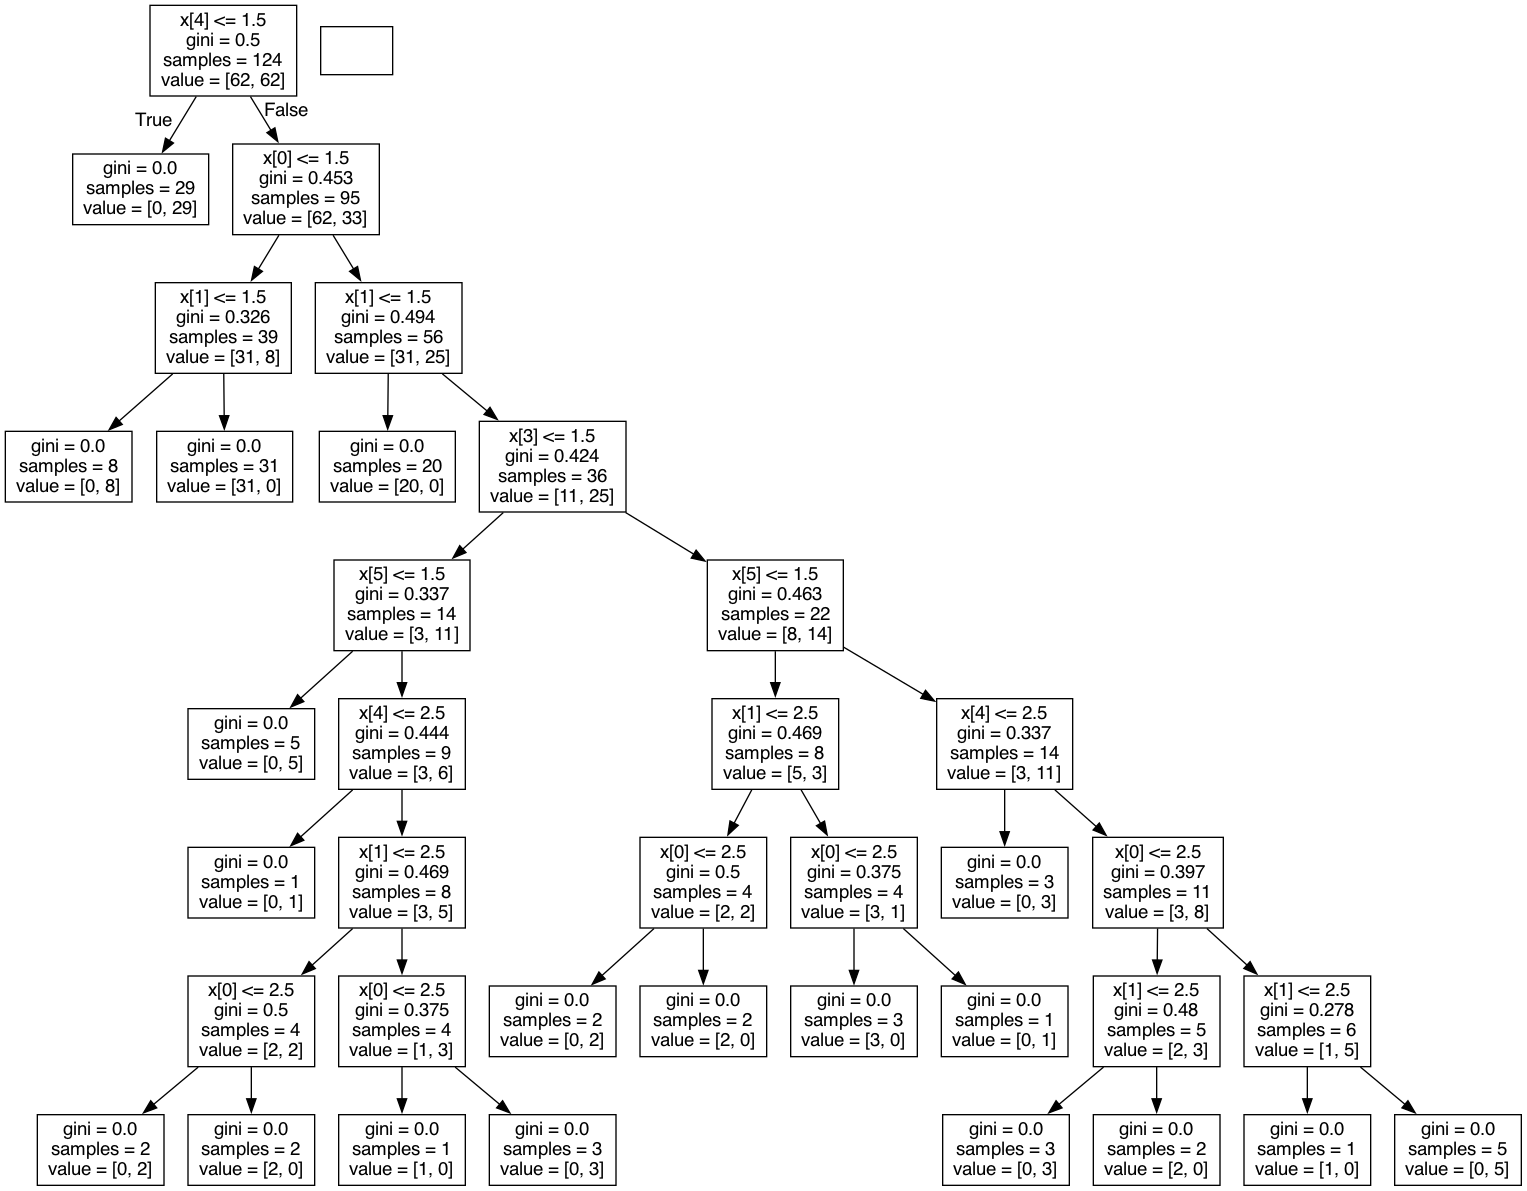 x[4] <= 1.5
gini = 0.5
samples = 124
value = [62, 62]
True
False
gini = 0.0
samples = 29
value = [0, 29]
x[0] <= 1.5
gini = 0.453
samples = 95
value = [62, 33]
x[1] <= 1.5
gini = 0.326
samples = 39
value = [31, 8]
x[1] <= 1.5
gini = 0.494
samples = 56
value = [31, 25]
gini = 0.0
samples = 8
value = [0, 8]
gini = 0.0
samples = 31
value = [31, 0]
gini = 0.0
samples = 20
value = [20, 0]
x[3] <= 1.5
gini = 0.424
samples = 36
value = [11, 25]
x[5] <= 1.5
gini = 0.337
samples = 14
value = [3, 11]
x[5] <= 1.5
gini = 0.463
samples = 22
value = [8, 14]
gini = 0.0
samples = 5
value = [0, 5]
x[4] <= 2.5
gini = 0.444
samples = 9
value = [3, 6]
x[1] <= 2.5
gini = 0.469
samples = 8
value = [5, 3]
x[4] <= 2.5
gini = 0.337
samples = 14
value = [3, 11]
gini = 0.0
samples = 1
value = [0, 1]
x[1] <= 2.5
gini = 0.469
samples = 8
value = [3, 5]
x[0] <= 2.5
gini = 0.5
samples = 4
value = [2, 2]
x[0] <= 2.5
gini = 0.375
samples = 4
value = [3, 1]
gini = 0.0
samples = 3
value = [0, 3]
x[0] <= 2.5
gini = 0.397
samples = 11
value = [3, 8]
x[0] <= 2.5
gini = 0.5
samples = 4
value = [2, 2]
x[0] <= 2.5
gini = 0.375
samples = 4
value = [1, 3]
gini = 0.0
samples = 2
value = [0, 2]
gini = 0.0
samples = 2
value = [2, 0]
gini = 0.0
samples = 3
value = [3, 0]
gini = 0.0
samples = 1
value = [0, 1]
x[1] <= 2.5
gini = 0.48
samples = 5
value = [2, 3]
x[1] <= 2.5
gini = 0.278
samples = 6
value = [1, 5]
gini = 0.0
samples = 2
value = [0, 2]
gini = 0.0
samples = 2
value = [2, 0]
gini = 0.0
samples = 1
value = [1, 0]
gini = 0.0
samples = 3
value = [0, 3]
gini = 0.0
samples = 3
value = [0, 3]
gini = 0.0
samples = 2
value = [2, 0]
gini = 0.0
samples = 1
value = [1, 0]
gini = 0.0
samples = 5
value = [0, 5]